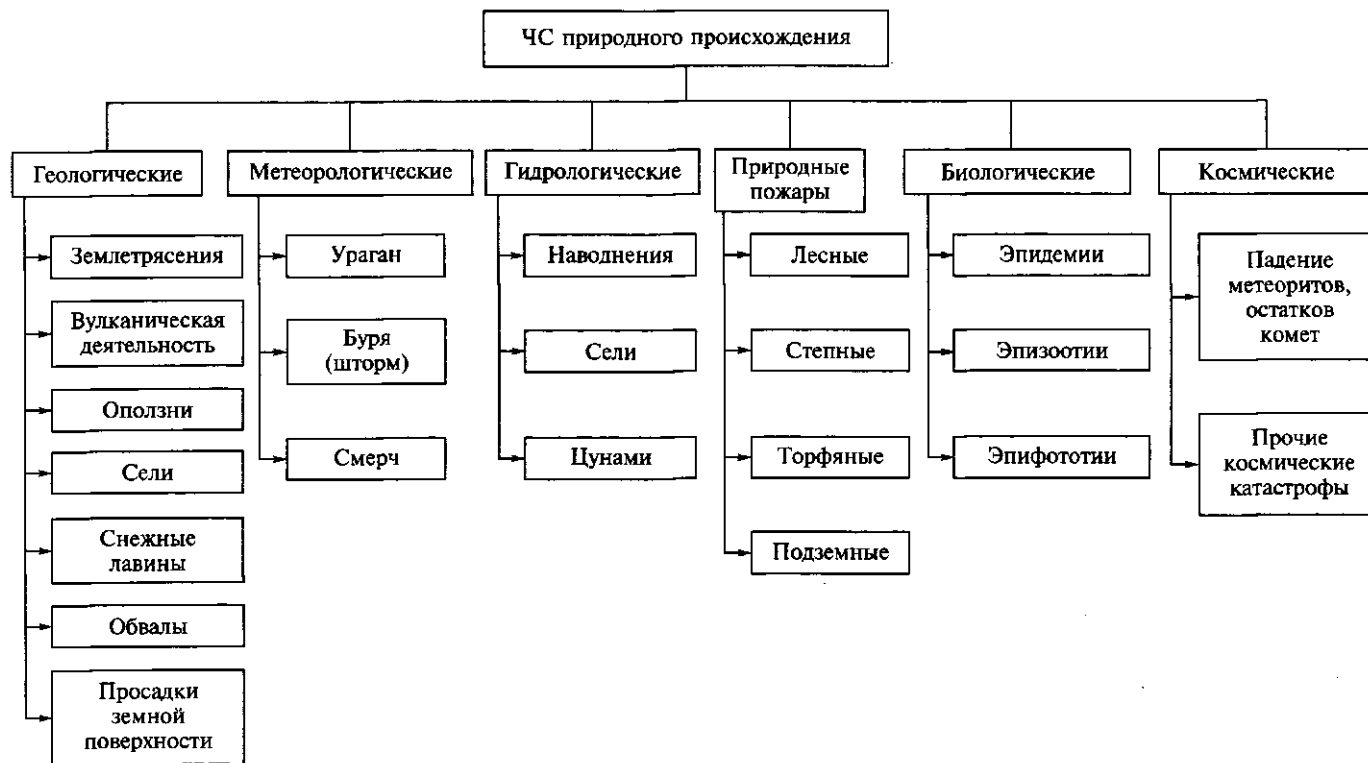 ЧС природного происхождения
Геологические
Метеорологические
Гидрологические
Природные
пожары
Биологические
Космические
Землетрясения
Вулканическая
деятельность
Оползни
Сели
Снежные
лавины
Обвалы
Просадки
земной
поверхности
Ураган
Буря
(шторм)
Смерч
Наводнения
Сели
Цунами
Лесные
Степные
Торфяные
Подземные
Эпидемии
Эпизоотии
Эпифототии
Падение
метеоритов,
остатков
комет
Прочие
космические
катастрофы